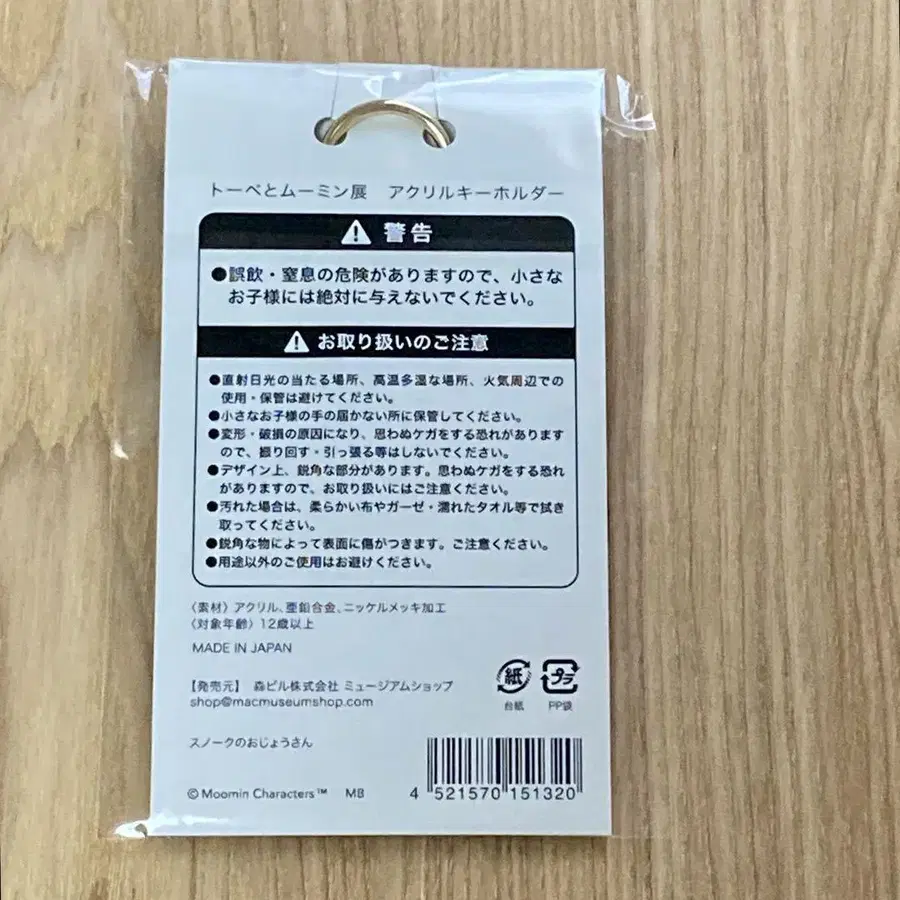 トーベとムーミン展　アクリルキーホルダー
警告
●誤飲・窒息の危険がありますので、小さな
お子様には絶対に与えないでください。
お取り扱いのご注意
●直射日光の当たる場所、高温多湿な場所、火気周辺での
使用・保管は避けてください。
●小さなお子様の手の届かない所に保管してください。
●変形・破損の原因になり、思わぬケガをする恐れがあります
ので、振り回す・引っ張る等はしないでください。
●デザイン上、鋭角な部分があります。思わぬケガをする恐れ
がありますので、お取り扱いにはご注意ください。
●汚れた場合は、柔らかい布やガーゼ・濡れたタオル等で拭き
取ってください。
●鋭角な物によって表面に傷がつきます。ご注意ください。
●用途以外のご使用はお避けください。
〈素材〉アクリル、亜鉛合金、ニッケルメッキ加工
〈対象年齢〉12歳以上
MADE IN JAPAN
【発売元】 森ビル株式会社 ミュージアムショップ
shop@macmuseumshop.com
紙 プラ
台紙 PP袋
スノークのおじょうさん
© Moomin Characters™ MB
4 521570 151320